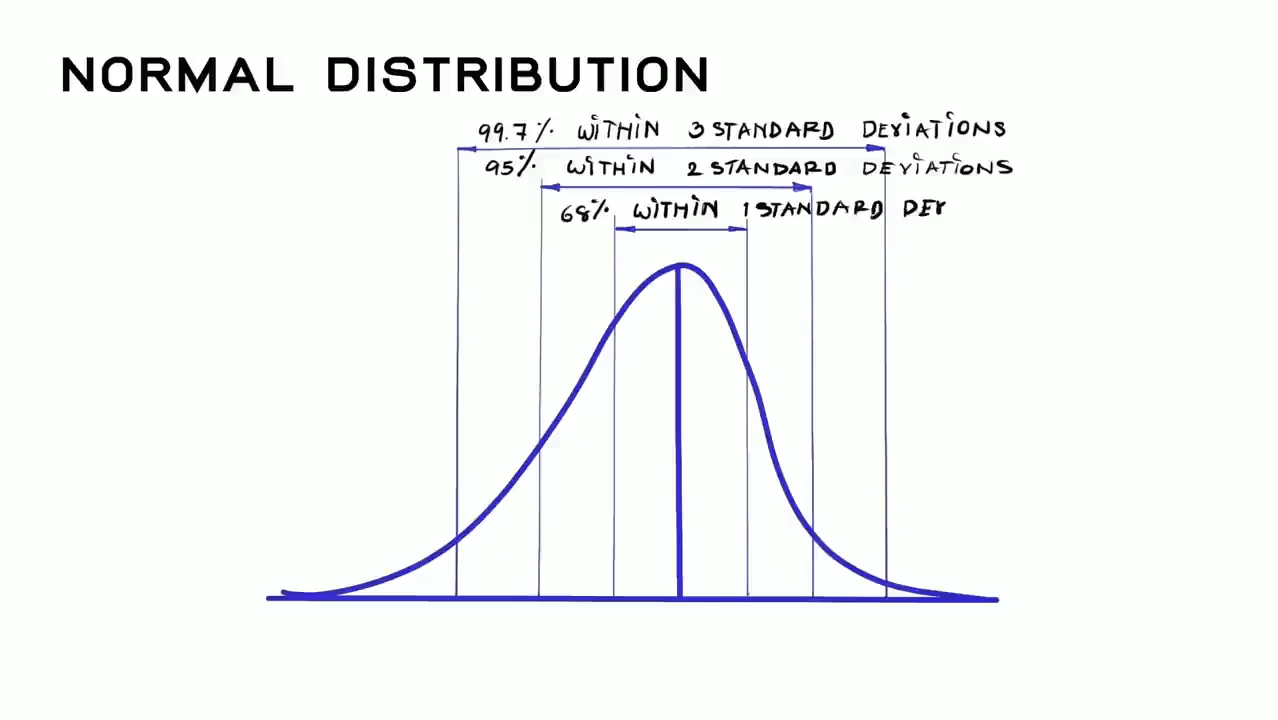 NORMAL DISTRIBUTION
99.7% WITHIN 3 STANDARD DEVIATIONS
95% WITHIN 2 STANDARD DEVIATIONS
68% WITHIN 1 STANDARD DEV